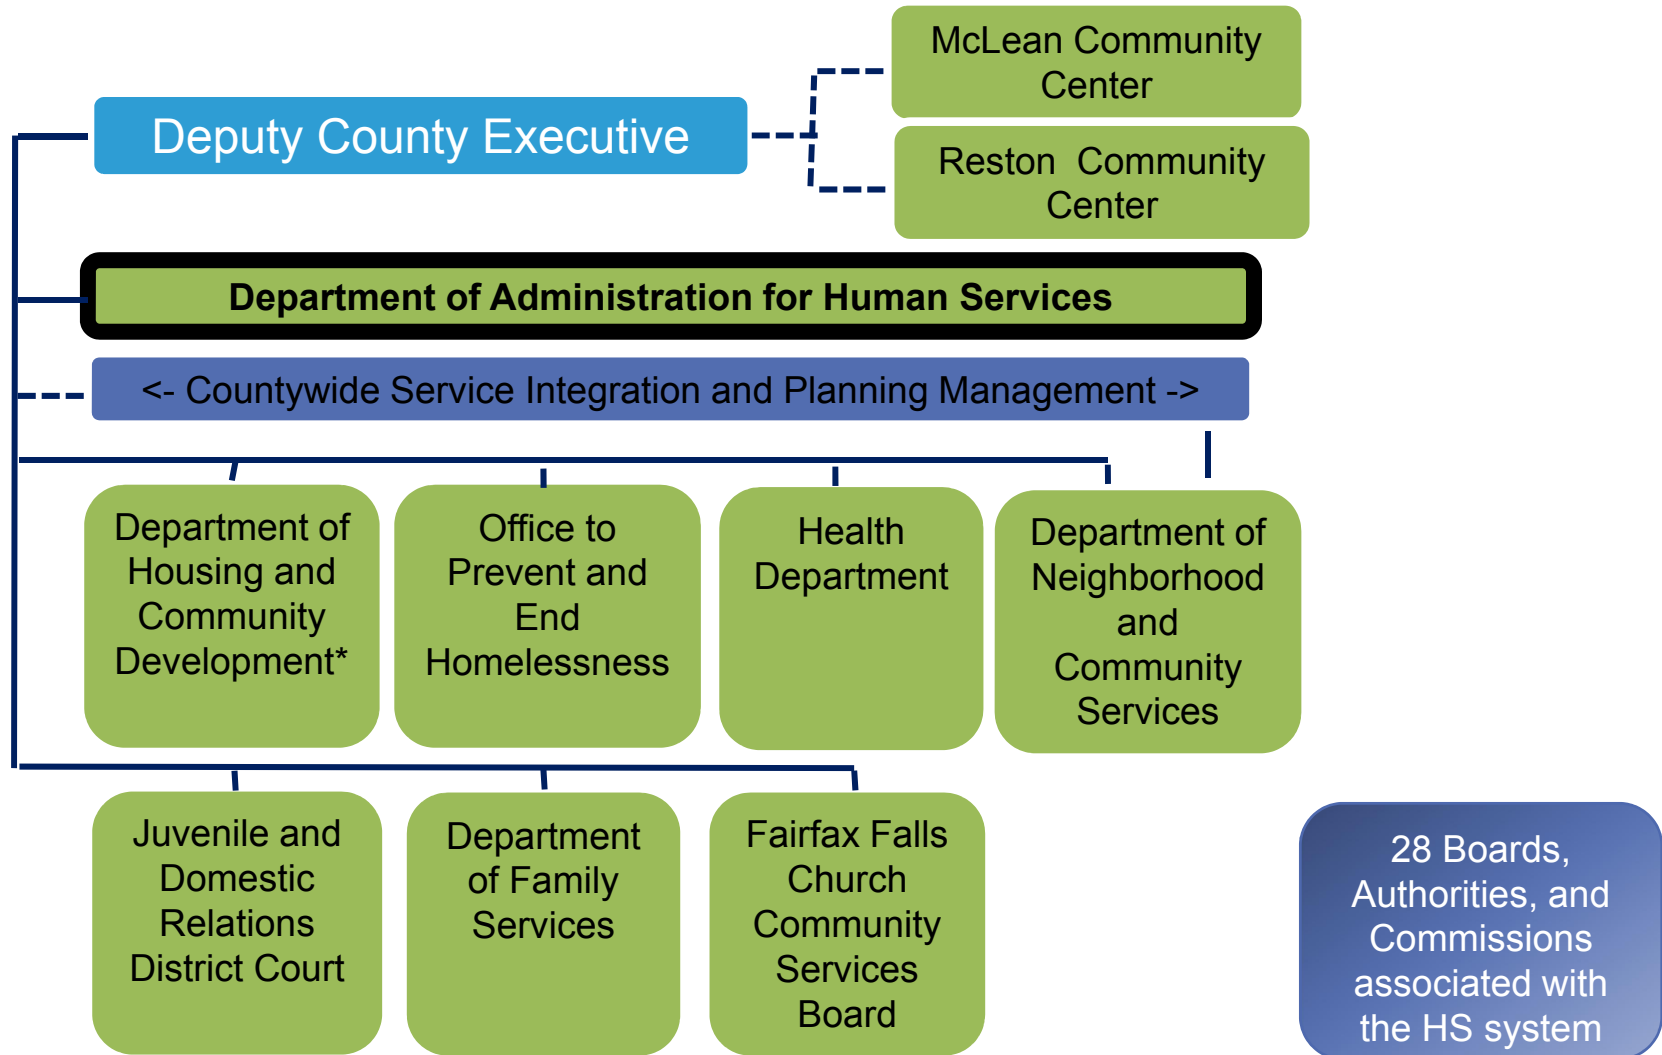 McLean Community
Center
Deputy County Executive
Reston Community
Center
Department of Administration for Human Services
<- Countywide Service Integration and Planning Management ->
Department of
Housing and
Community
Development*
Office to
Prevent and
End
Homelessness
Health
Department
Department of
Neighborhood
and
Community
Services
Juvenile and
Domestic
Relations
District Court
Department
of Family
Services
Fairfax Falls
Church
Community
Services
Board
28 Boards,
Authorities, and
Commissions
associated with
the HS system